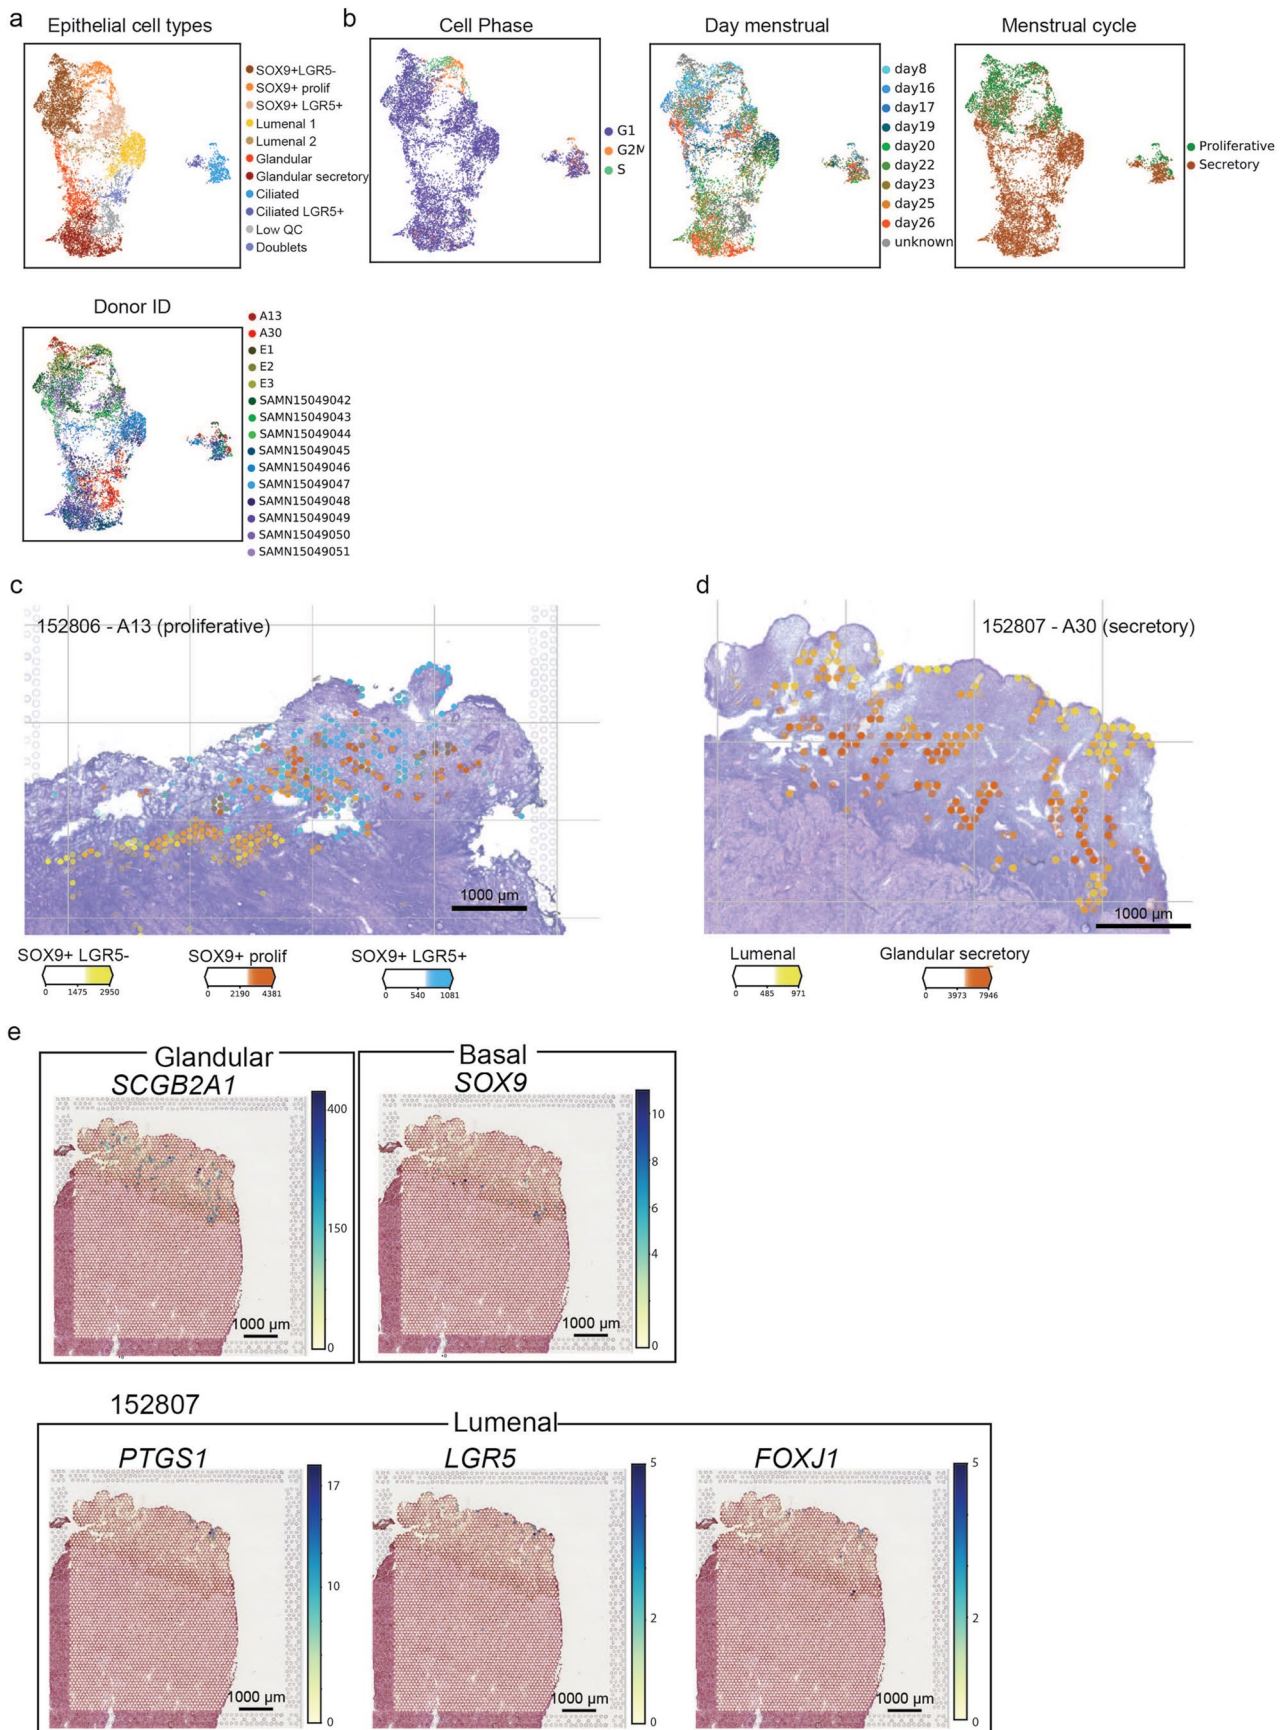 a
b
Epithelial cell types
SOX9+LGR5-
SOX9+ prolif
SOX9+ LGR5+
Lumenal 1
Lumenal 2
Glandular
Glandular secretory
Ciliated
Ciliated LGR5+
Low QC
Doublets
Cell Phase
G1
G2M
S
Day menstrual
day8
day16
day17
day19
day20
day22
day23
day25
day26
unknown
Menstrual cycle
Proliferative
Secretory
Donor ID
A13
A30
E1
E2
E3
SAMN15049042
SAMN15049043
SAMN15049044
SAMN15049045
SAMN15049046
SAMN15049047
SAMN15049048
SAMN15049049
SAMN15049050
SAMN15049051
c
152806 - A13 (proliferative)
1000 µm
SOX9+ LGR5-
0 1475 2950
SOX9+ prolif
0 2190 4381
SOX9+ LGR5+
0 540 1081
d
152807 - A30 (secretory)
1000 µm
Lumenal
0 485 971
Glandular secretory
0 3973 7946
e
Glandular
SCGB2A1
400
150
0
1000 µm
Basal
SOX9
10
8
6
4
0
1000 µm
152807
Lumenal
PTGS1
17
10
0
1000 µm
LGR5
5
2
0
1000 µm
FOXJ1
5
2
0
1000 µm